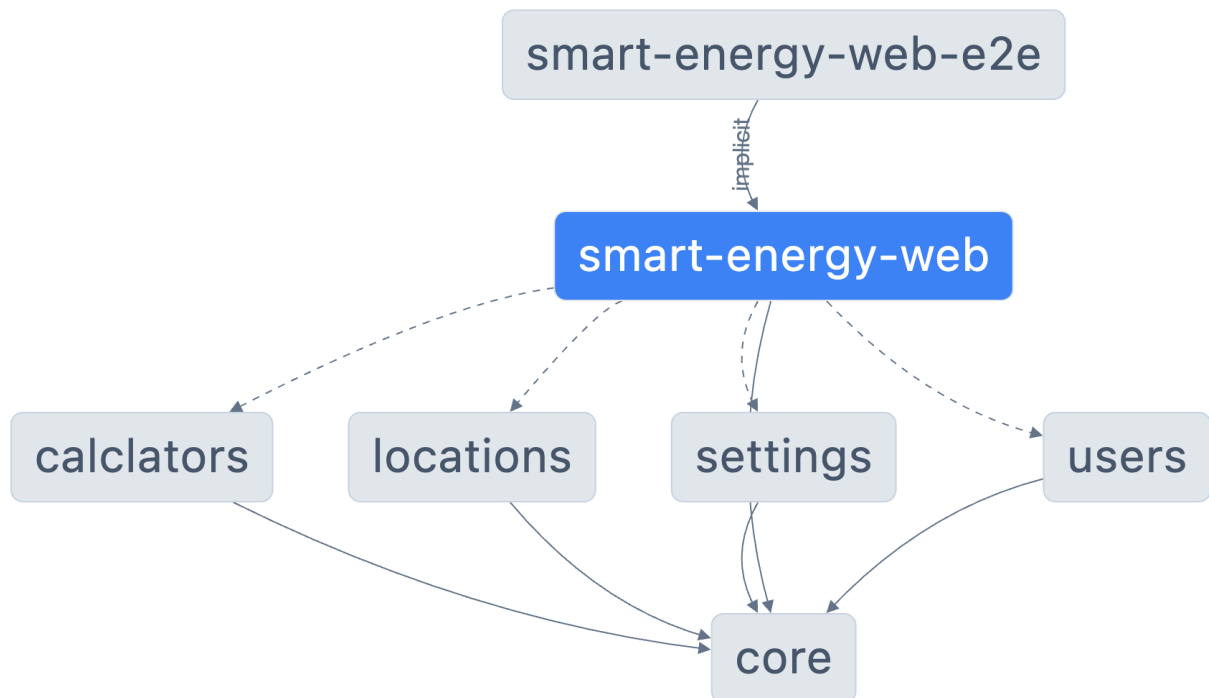 smart-energy-web-e2e
implicit
smart-energy-web
calclators
locations
settings
users
core